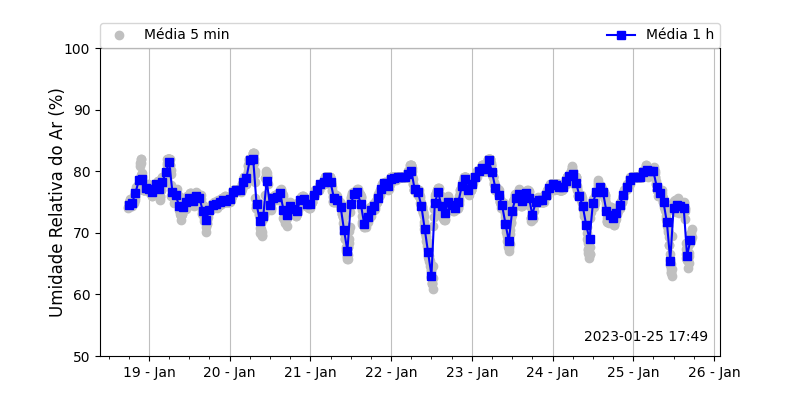 Média 5 min
Média 1 h
Umidade Relativa do Ar (%)
100
90
80
70
60
50
2023-01-25 17:49
19 - Jan
20 - Jan
21 - Jan
22 - Jan
23 - Jan
24 - Jan
25 - Jan
26 - Jan